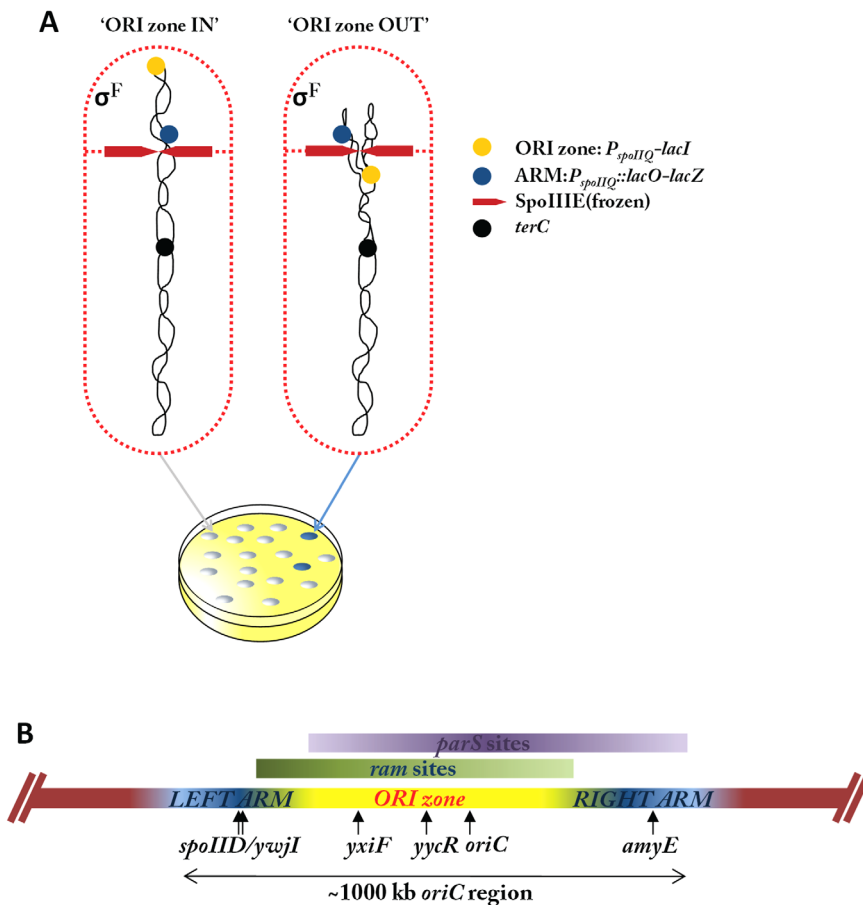 A
'ORI zone IN'
'ORI zone OUT'
σF
σF
ORI zone: PspoIIQ-lacI
ARM:PspoIIQ::lacO-lacZ
SpoIIIE(frozen)
terC
B
parS sites
ram sites
LEFT ARM
ORI zone
RIGHT ARM
spoIID/ywjI
yxiF
yycR
oriC
amyE
~1000 kb oriC region